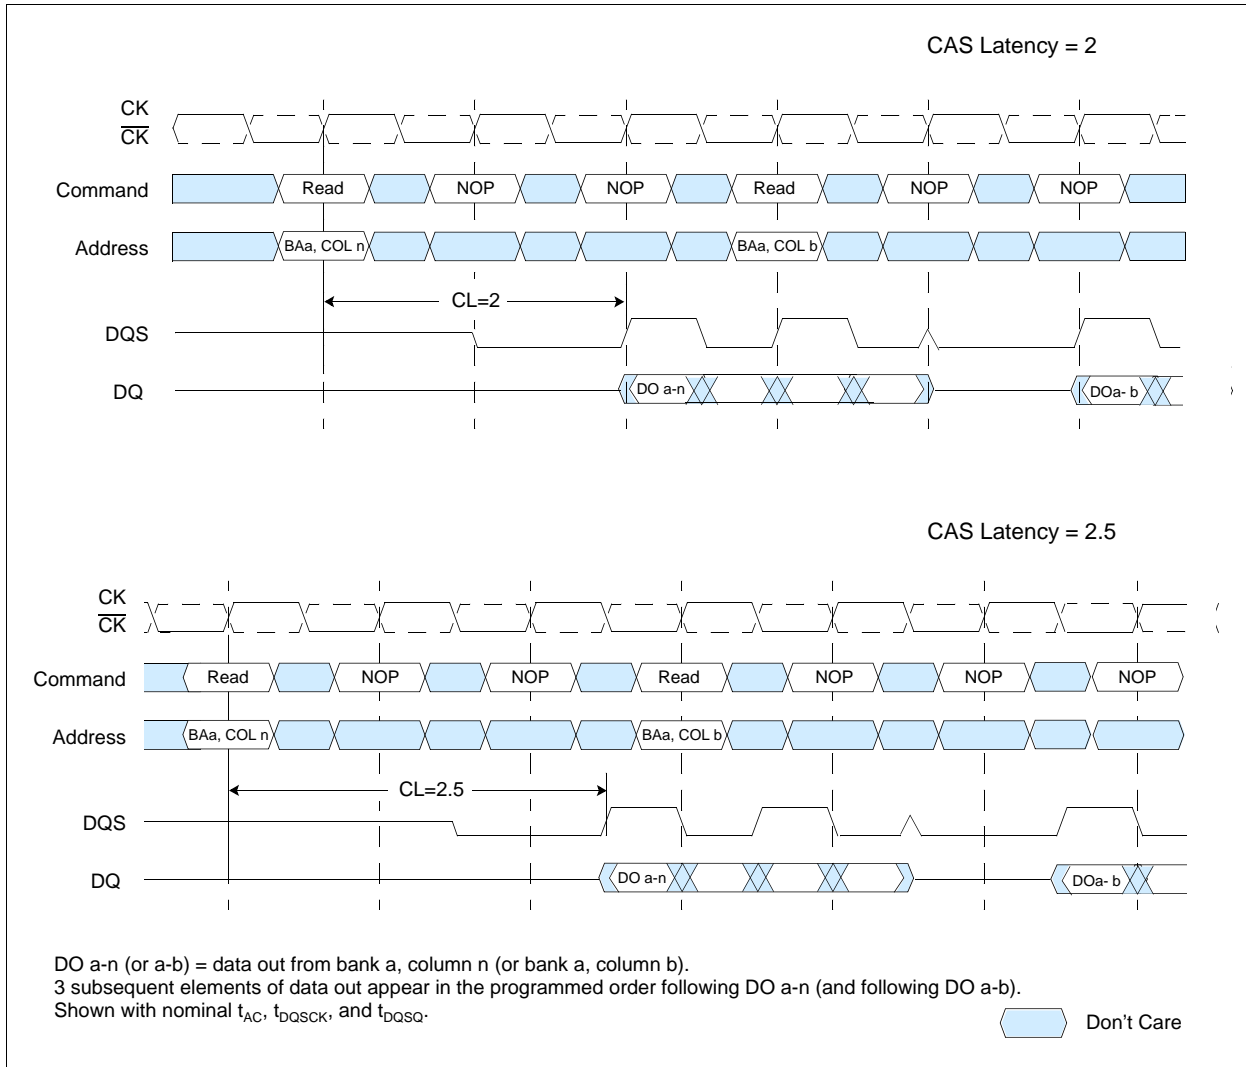 CAS Latency = 2
CK
CK
Command Read NOP NOP Read NOP NOP
Address BAa, COL n BAa, COL b
CL=2
DQS
DQ DO a-n DOa- b
CAS Latency = 2.5
CK
CK
Command Read NOP NOP Read NOP NOP NOP
Address BAa, COL n BAa, COL b
CL=2.5
DQS
DQ DO a-n DOa- b
DO a-n (or a-b) = data out from bank a, column n (or bank a, column b).
3 subsequent elements of data out appear in the programmed order following DO a-n (and following DO a-b).
Shown with nominal tAC, tDQSCK, and tDQSQ.
Don't Care